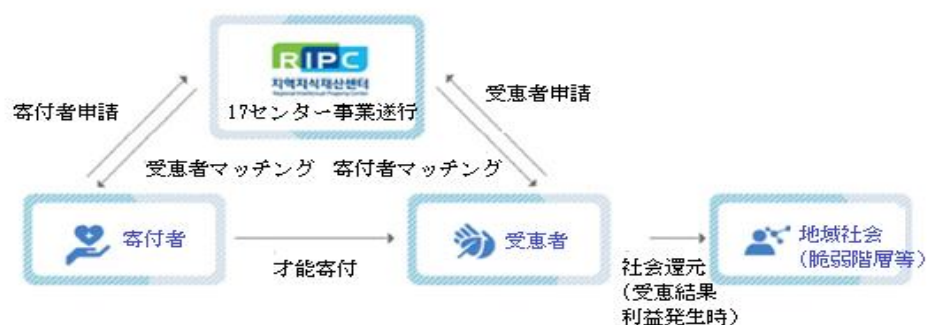 RIPC
지역지식재산센터
Regional Intellectual Property Center
17センター事業遂行
寄付者申請
受恵者申請
受恵者マッチング
寄付者マッチング
寄付者
才能寄付
受恵者
社会還元
(受恵結果
利益発生時)
地域社会
(脆弱階層等)